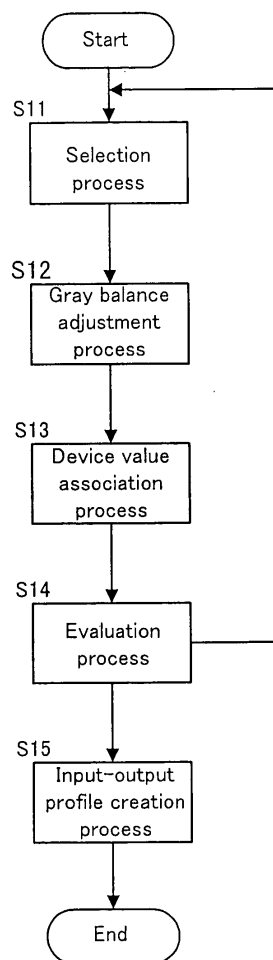 Start
S11
Selection
process
S12
Gray balance
adjustment
process
S13
Device value
association
process
S14
Evaluation
process
S15
Input-output
profile creation
process
End